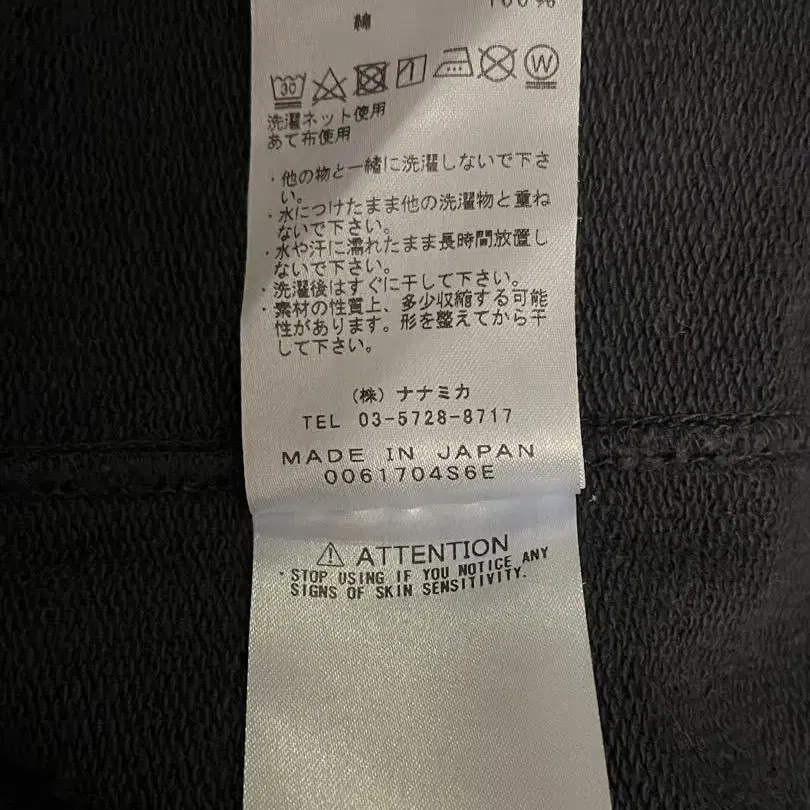 綿 100%
30 W
洗濯ネット使用
あて布使用
・他の物と一緒に洗濯しないで下さ
い。
・水につけたまま他の洗濯物と重ね
ないで下さい。
・水や汗に濡れたまま長時間放置し
ないで下さい。
・洗濯後はすぐに干して下さい。
・素材の性質上、多少収縮する可能
性があります。形を整えてから干
して下さい。
(株) ナナミカ
TEL 03-5728-8717
MADE IN JAPAN
0061704S6E
ATTENTION
・STOP USING IF YOU NOTICE ANY
SIGNS OF SKIN SENSITIVITY.